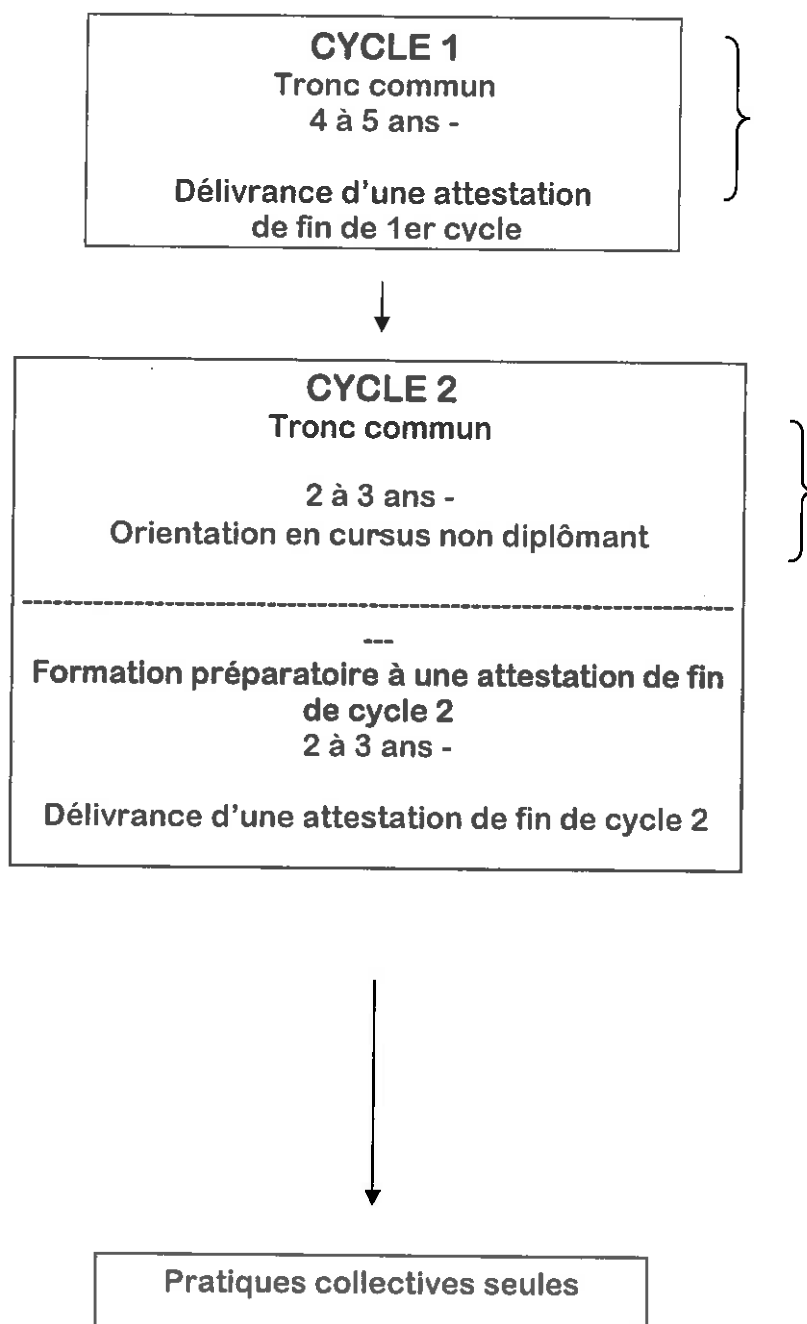 CYCLE 1
Tronc commun
4 à 5 ans -
Délivrance d'une attestation
de fin de 1er cycle
CYCLE 2
Tronc commun
2 à 3 ans -
Orientation en cursus non diplômant
---
Formation préparatoire à une attestation de fin
de cycle 2
2 à 3 ans -
Délivrance d'une attestation de fin de cycle 2
Pratiques collectives seules